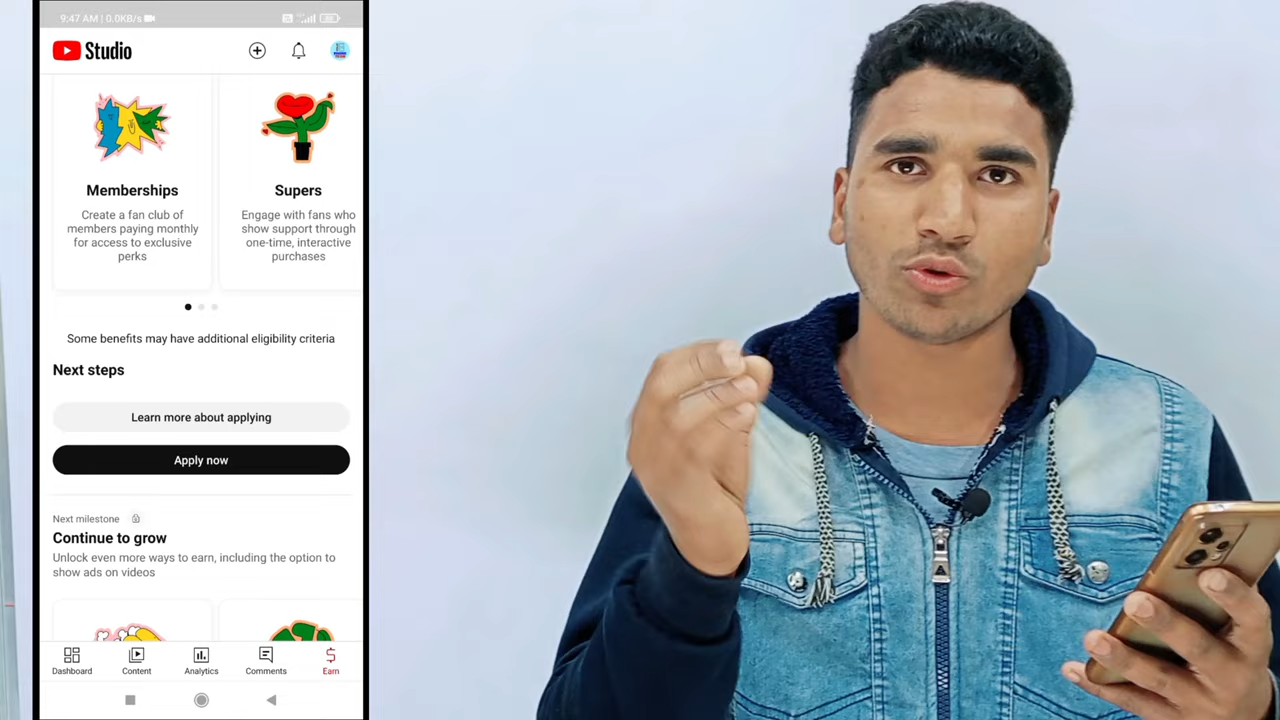 9:47 AM | 0.0KB/s
Studio
Memberships
Create a fan club of
members paying monthly
for access to exclusive
perks
Supers
Engage with fans who
show support through
one-time, interactive
purchases
Some benefits may have additional eligibility criteria
Next steps
Learn more about applying
Apply now
Next milestone
Continue to grow
Unlock even more ways to earn, including the option to
show ads on videos
Dashboard
Content
Analytics
Comments
Earn